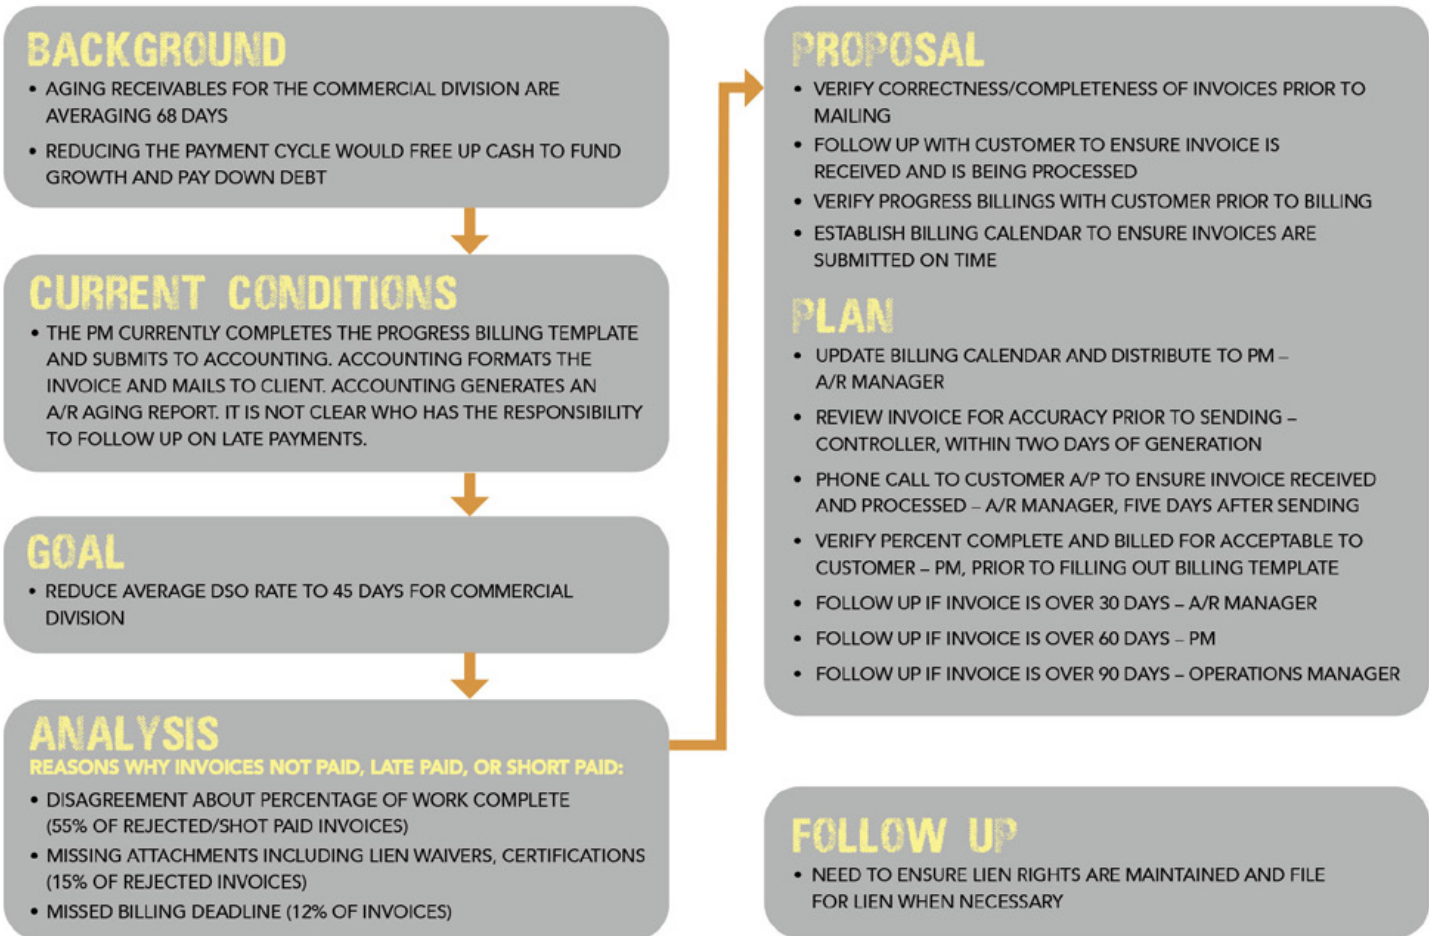 BACKGROUND
• AGING RECEIVABLES FOR THE COMMERCIAL DIVISION ARE
AVERAGING 68 DAYS
• REDUCING THE PAYMENT CYCLE WOULD FREE UP CASH TO FUND
GROWTH AND PAY DOWN DEBT
CURRENT CONDITIONS
• THE PM CURRENTLY COMPLETES THE PROGRESS BILLING TEMPLATE
AND SUBMITS TO ACCOUNTING. ACCOUNTING FORMATS THE
INVOICE AND MAILS TO CLIENT. ACCOUNTING GENERATES AN
A/R AGING REPORT. IT IS NOT CLEAR WHO HAS THE RESPONSIBILITY
TO FOLLOW UP ON LATE PAYMENTS.
GOAL
• REDUCE AVERAGE DSO RATE TO 45 DAYS FOR COMMERCIAL
DIVISION
ANALYSIS
REASONS WHY INVOICES NOT PAID, LATE PAID, OR SHORT PAID:
• DISAGREEMENT ABOUT PERCENTAGE OF WORK COMPLETE
(55% OF REJECTED/SHOT PAID INVOICES)
• MISSING ATTACHMENTS INCLUDING LIEN WAIVERS, CERTIFICATIONS
(15% OF REJECTED INVOICES)
• MISSED BILLING DEADLINE (12% OF INVOICES)
PROPOSAL
• VERIFY CORRECTNESS/COMPLETENESS OF INVOICES PRIOR TO
MAILING
• FOLLOW UP WITH CUSTOMER TO ENSURE INVOICE IS
RECEIVED AND IS BEING PROCESSED
• VERIFY PROGRESS BILLINGS WITH CUSTOMER PRIOR TO BILLING
• ESTABLISH BILLING CALENDAR TO ENSURE INVOICES ARE
SUBMITTED ON TIME
PLAN
• UPDATE BILLING CALENDAR AND DISTRIBUTE TO PM –
A/R MANAGER
• REVIEW INVOICE FOR ACCURACY PRIOR TO SENDING –
CONTROLLER, WITHIN TWO DAYS OF GENERATION
• PHONE CALL TO CUSTOMER A/P TO ENSURE INVOICE RECEIVED
AND PROCESSED – A/R MANAGER, FIVE DAYS AFTER SENDING
• VERIFY PERCENT COMPLETE AND BILLED FOR ACCEPTABLE TO
CUSTOMER – PM, PRIOR TO FILLING OUT BILLING TEMPLATE
• FOLLOW UP IF INVOICE IS OVER 30 DAYS – A/R MANAGER
• FOLLOW UP IF INVOICE IS OVER 60 DAYS – PM
• FOLLOW UP IF INVOICE IS OVER 90 DAYS – OPERATIONS MANAGER
FOLLOW UP
• NEED TO ENSURE LIEN RIGHTS ARE MAINTAINED AND FILE
FOR LIEN WHEN NECESSARY